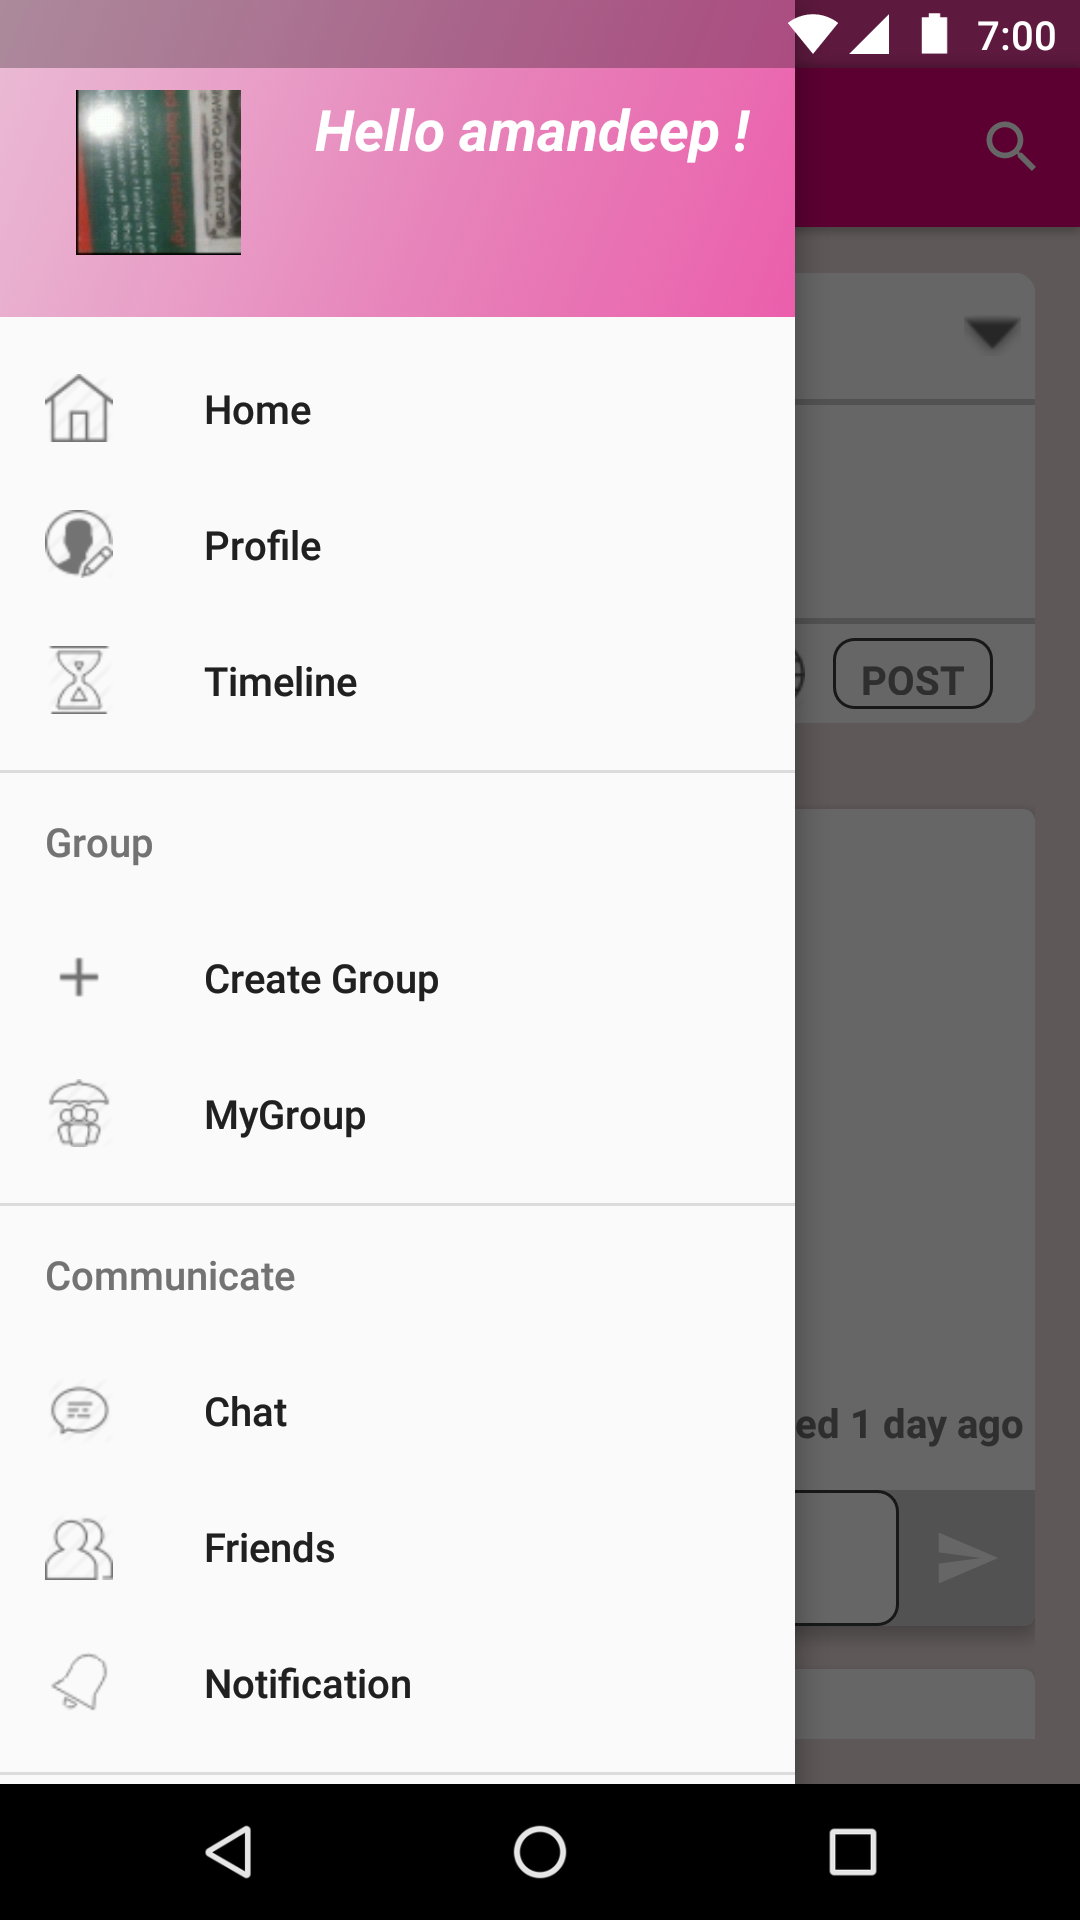 7:00
Hello amandeep !
Home
Profile
Timeline
POST
Group
Create Group
MyGroup
Communicate
ed 1 day ago
Chat
Friends
Notification